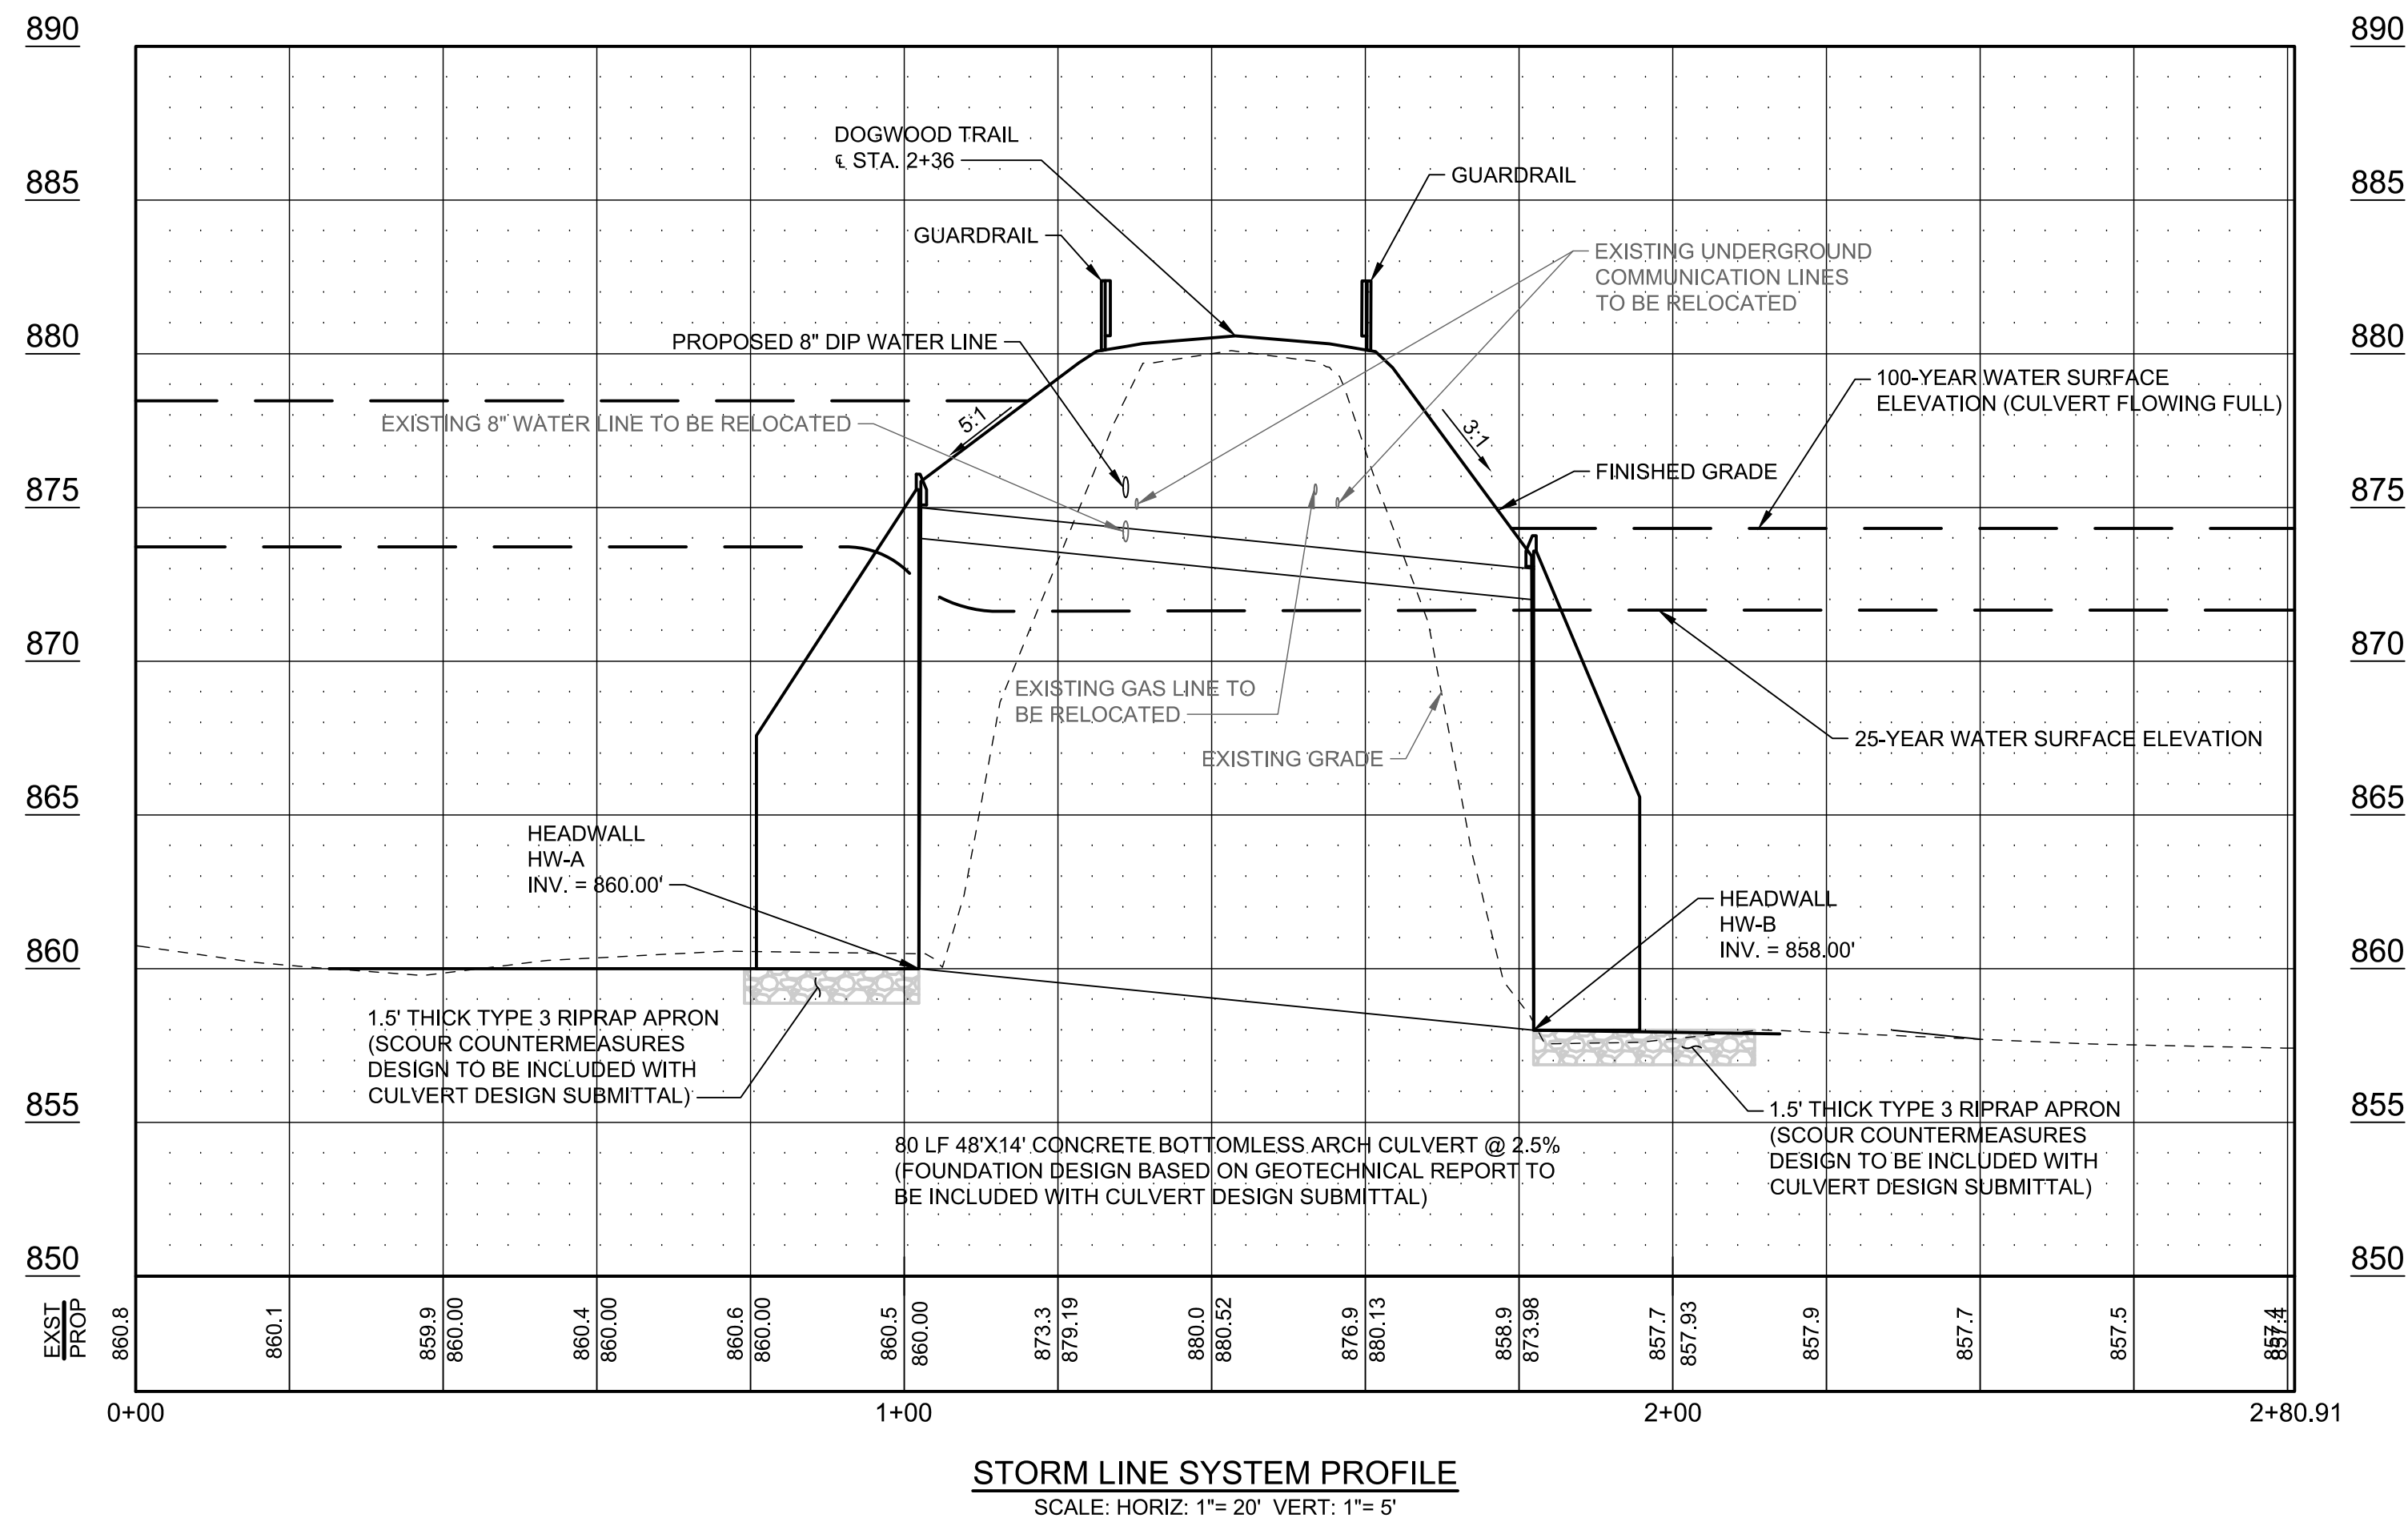 890
890
DOGWOOD TRAIL
℄ STA. 2+36
GUARDRAIL
885
885
GUARDRAIL
EXISTING UNDERGROUND
COMMUNICATION LINES
TO BE RELOCATED
880
PROPOSED 8" DIP WATER LINE
880
100-YEAR WATER SURFACE
ELEVATION (CULVERT FLOWING FULL)
EXISTING 8" WATER LINE TO BE RELOCATED
5:1
3:1
FINISHED GRADE
875
875
870
870
EXISTING GAS LINE TO
BE RELOCATED
25-YEAR WATER SURFACE ELEVATION
EXISTING GRADE
865
865
HEADWALL
HW-A
INV. = 860.00'
HEADWALL
HW-B
INV. = 858.00'
860
860
1.5' THICK TYPE 3 RIPRAP APRON
(SCOUR COUNTERMEASURES
DESIGN TO BE INCLUDED WITH
CULVERT DESIGN SUBMITTAL)
855
855
1.5' THICK TYPE 3 RIPRAP APRON
(SCOUR COUNTERMEASURES
DESIGN TO BE INCLUDED WITH
CULVERT DESIGN SUBMITTAL)
80 LF 48'X14' CONCRETE BOTTOMLESS ARCH CULVERT @ 2.5%
(FOUNDATION DESIGN BASED ON GEOTECHNICAL REPORT TO
BE INCLUDED WITH CULVERT DESIGN SUBMITTAL)
850
850
EXST
PROP
860.8
860.1
859.9
860.00
860.4
860.00
860.6
860.00
860.5
860.00
873.3
879.19
880.0
880.52
876.9
880.13
858.9
873.98
857.7
857.93
857.9
857.7
857.5
857.4
857.4
0+00
1+00
2+00
2+80.91
STORM LINE SYSTEM PROFILE
SCALE: HORIZ: 1"= 20' VERT: 1"= 5'